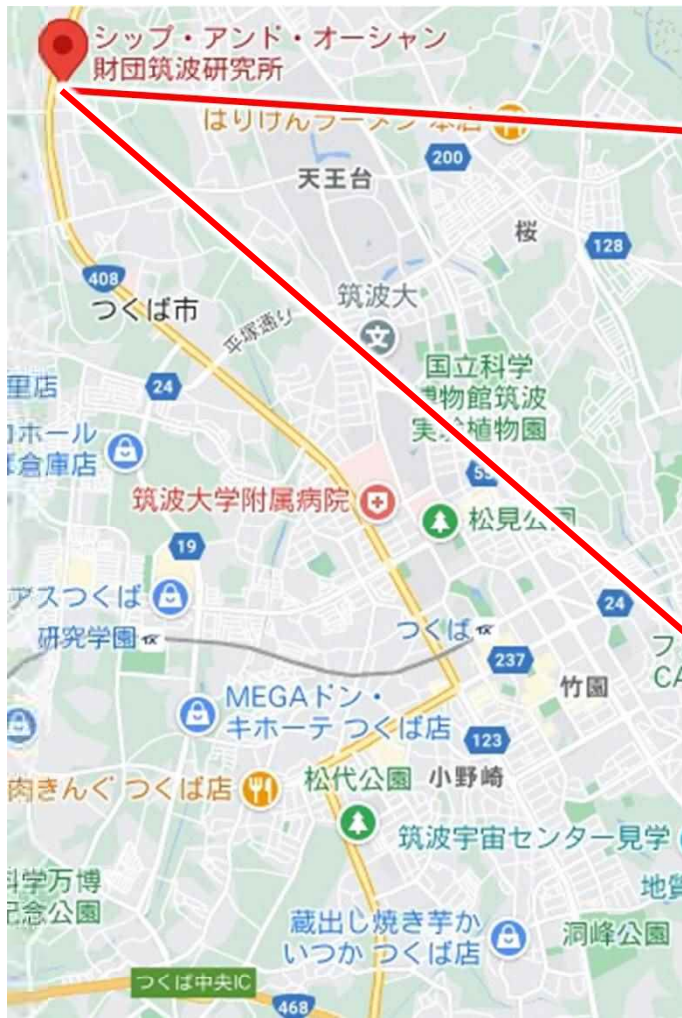 シップ・アンド・オーシャン
財団筑波研究所
はりけんラーメン 本店
200
天王台
桜
128
408
つくば市
筑波大
平塚通り
文
国立科学
博物館筑波
実験植物園
里店
24
ホール
倉庫店
55
筑波大学附属病院
松見公園
19
アスつくば
研究学園
つくば
24
237
竹園
フ
CA
MEGAドン・
キホーテ つくば店
123
肉きんぐ つくば店
松代公園
小野崎
筑波宇宙センター見学
科学万博
記念公園
地質
蔵出し焼き芋か
いつか つくば店
洞峰公園
つくば中央IC
468